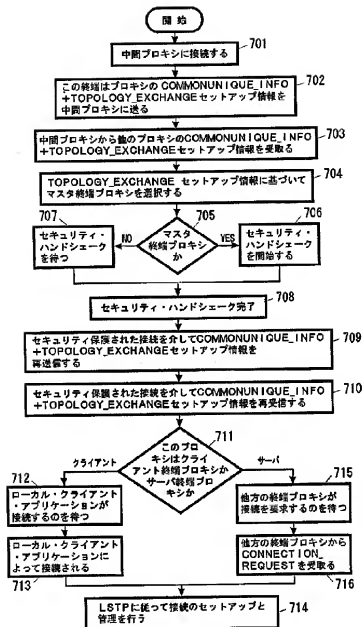 開始
中間プロキシに接続する
701
この終端はプロキシの COMMONUNIQUE_INFO
+TOPOLOGY_EXCHANGEセットアップ情報を
中間プロキシに送る
702
中間プロキシから他のプロキシのCOMMONUNIQUE_INFO
+TOPOLOGY_EXCHANGEセットアップ情報を受取る
703
TOPOLOGY_EXCHANGE セットアップ情報に基づいて
マスタ終端プロキシを選択する
704
707
705
706
セキュリティ・
ハンドシェーク
を待つ
NO
マスタ
終端プロキシ
か
YES
セキュリティ・
ハンドシェーク
を開始する
セキュリティ・ハンドシェーク完了
708
セキュリティ保護された接続を介してCOMMONUNIQUE_INFO
+TOPOLOGY_EXCHANGEセットアップ情報を
再送信する
709
セキュリティ保護された接続を介してCOMMONUNIQUE_INFO
+TOPOLOGY_EXCHANGEセットアップ情報を再受信する
710
711
クライアント
この
プロキシはクライ
アント終端プロキシか
サーバ終端プロ
キシか
サーバ
712
ローカル・クライアント
・アプリケーションが
接続するのを待つ
715
他方の終端プロキシが
接続を要求するのを待つ
ローカル・クライアント・
アプリケーションに
よって接続される
713
他方の終端プロキシから
CONNECTION_
REQUESTを受取る
716
LSTPに従って接続のセットアップと
管理を行う
714